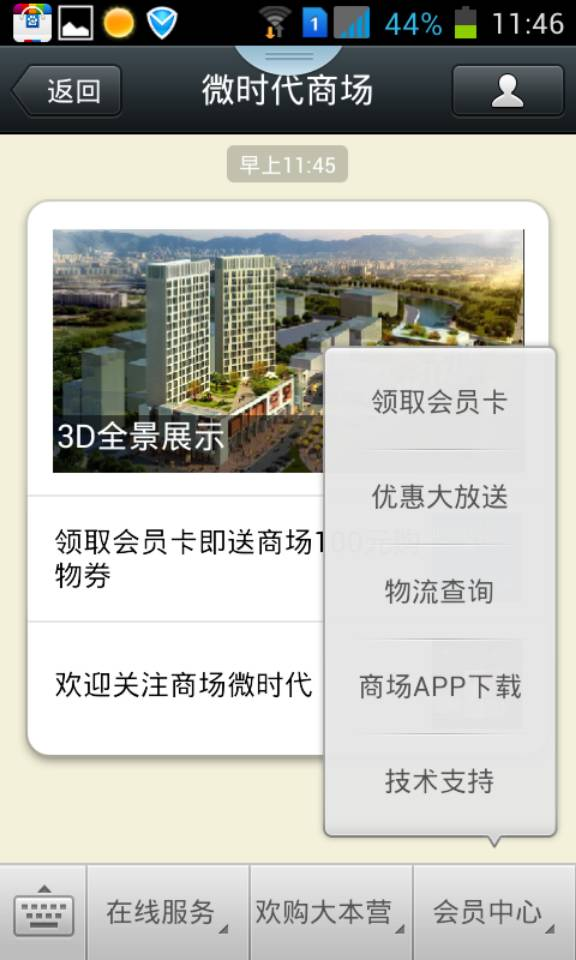 1
44%
11:46
返回
微时代商场
早上11:45
3D全景展示
领取会员卡即送商场100元购
物券
欢迎关注商场微时代
领取会员卡
优惠大放送
物流查询
商场APP下载
技术支持
在线服务
欢购大本营
会员中心